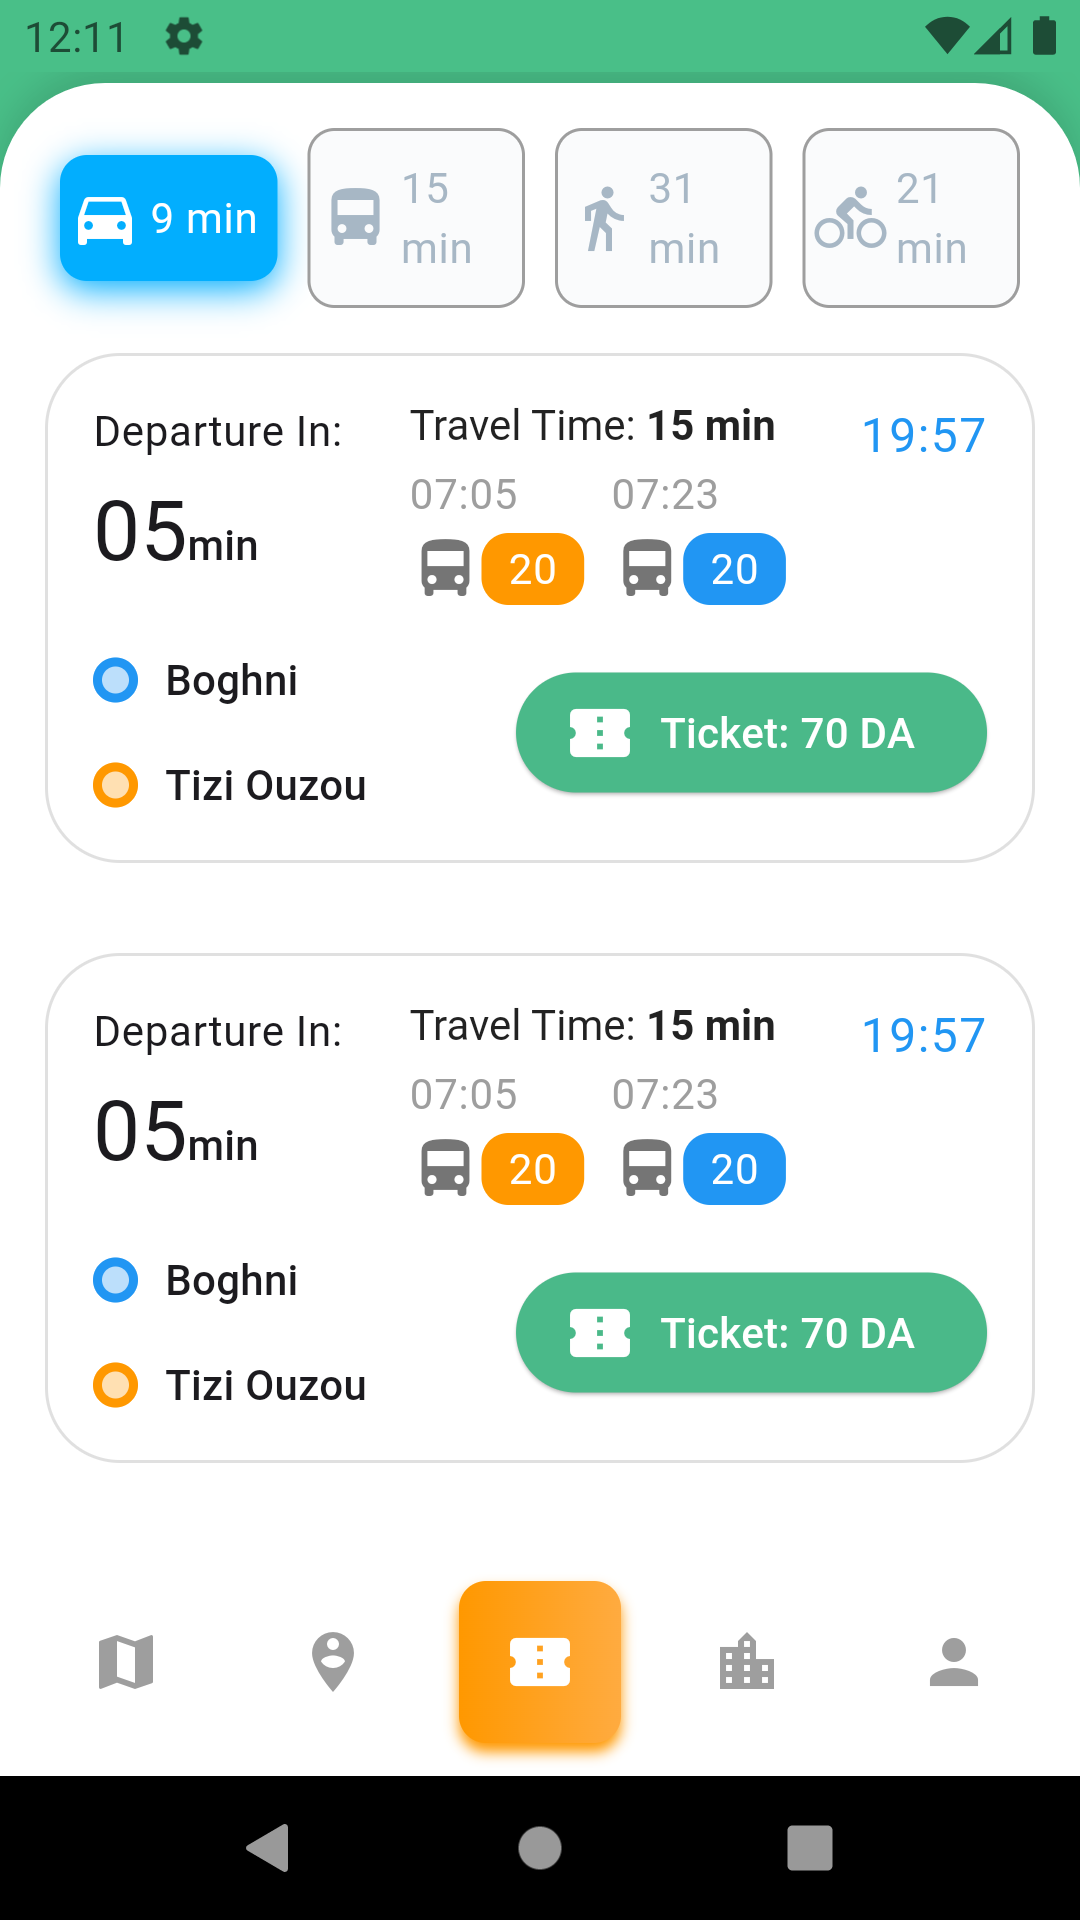 12:11
9 min
15 min
31 min
21 min
Departure In:
Travel Time: 15 min
19:57
07:05
07:23
05min
20
20
Boghni
Ticket: 70 DA
Tizi Ouzou
Departure In:
Travel Time: 15 min
19:57
07:05
07:23
05min
20
20
Boghni
Ticket: 70 DA
Tizi Ouzou